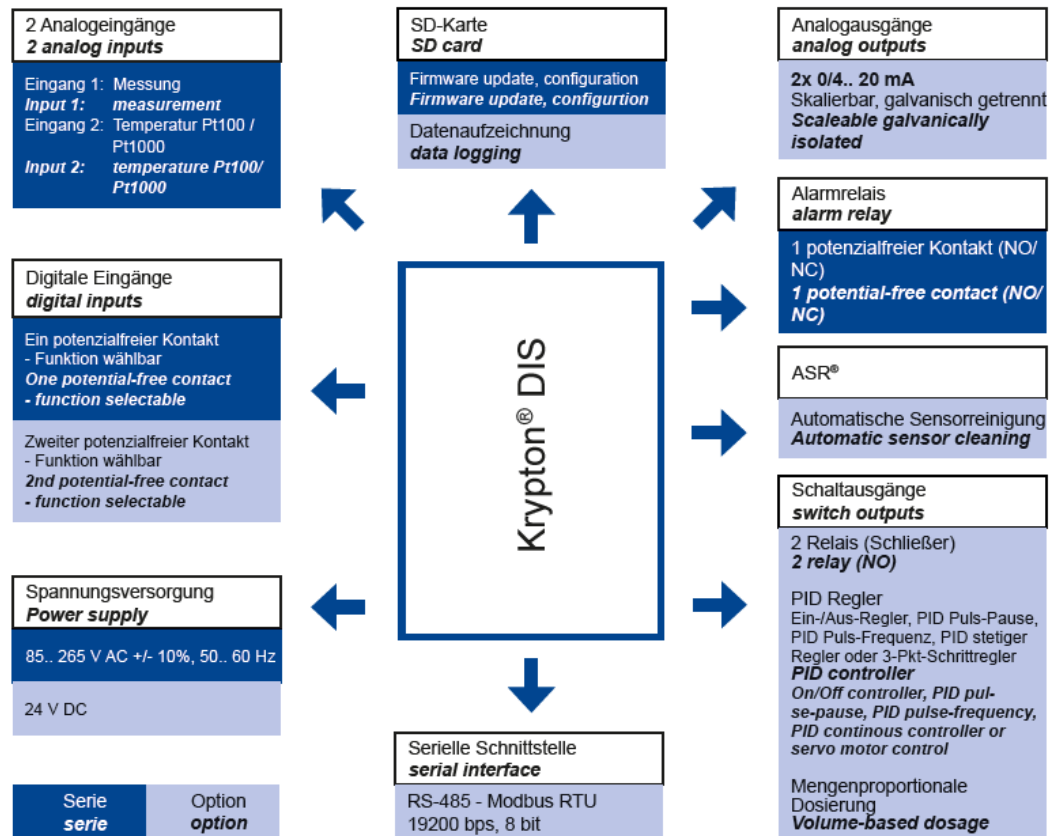 2 Analogeingänge
2 analog inputs
Eingang 1: Messung
Input 1: measurement
Eingang 2: Temperatur Pt100 /
Pt1000
Input 2: temperature Pt100/
Pt1000
SD-Karte
SD card
Firmware update, configuration
Firmware update, configurtion
Datenaufzeichnung
data logging
Analogausgänge
analog outputs
2x 0/4.. 20 mA
Skalierbar, galvanisch getrennt
Scaleable galvanically
isolated
Alarmrelais
alarm relay
1 potenzialfreier Kontakt (NO/
NC)
1 potential-free contact (NO/
NC)
Digitale Eingänge
digital inputs
Ein potenzialfreier Kontakt
- Funktion wählbar
One potential-free contact
- function selectable
Zweiter potenzialfreier Kontakt
- Funktion wählbar
2nd potential-free contact
- function selectable
Krypton® DIS
ASR®
Automatische Sensorreinigung
Automatic sensor cleaning
Schaltausgänge
switch outputs
2 Relais (Schließer)
2 relay (NO)
PID Regler
Ein-/Aus-Regler, PID Puls-Pause,
PID Puls-Frequenz, PID stetiger
Regler oder 3-Pkt-Schrittregler
PID controller
On/Off controller, PID pul-
se-pause, PID pulse-frequency,
PID continous controller or
servo motor control
Mengenproportionale
Dosierung
Volume-based dosage
Spannungsversorgung
Power supply
85.. 265 V AC +/- 10%, 50.. 60 Hz
24 V DC
Serielle Schnittstelle
serial interface
RS-485 - Modbus RTU
19200 bps, 8 bit
Serie
serie
Option
option